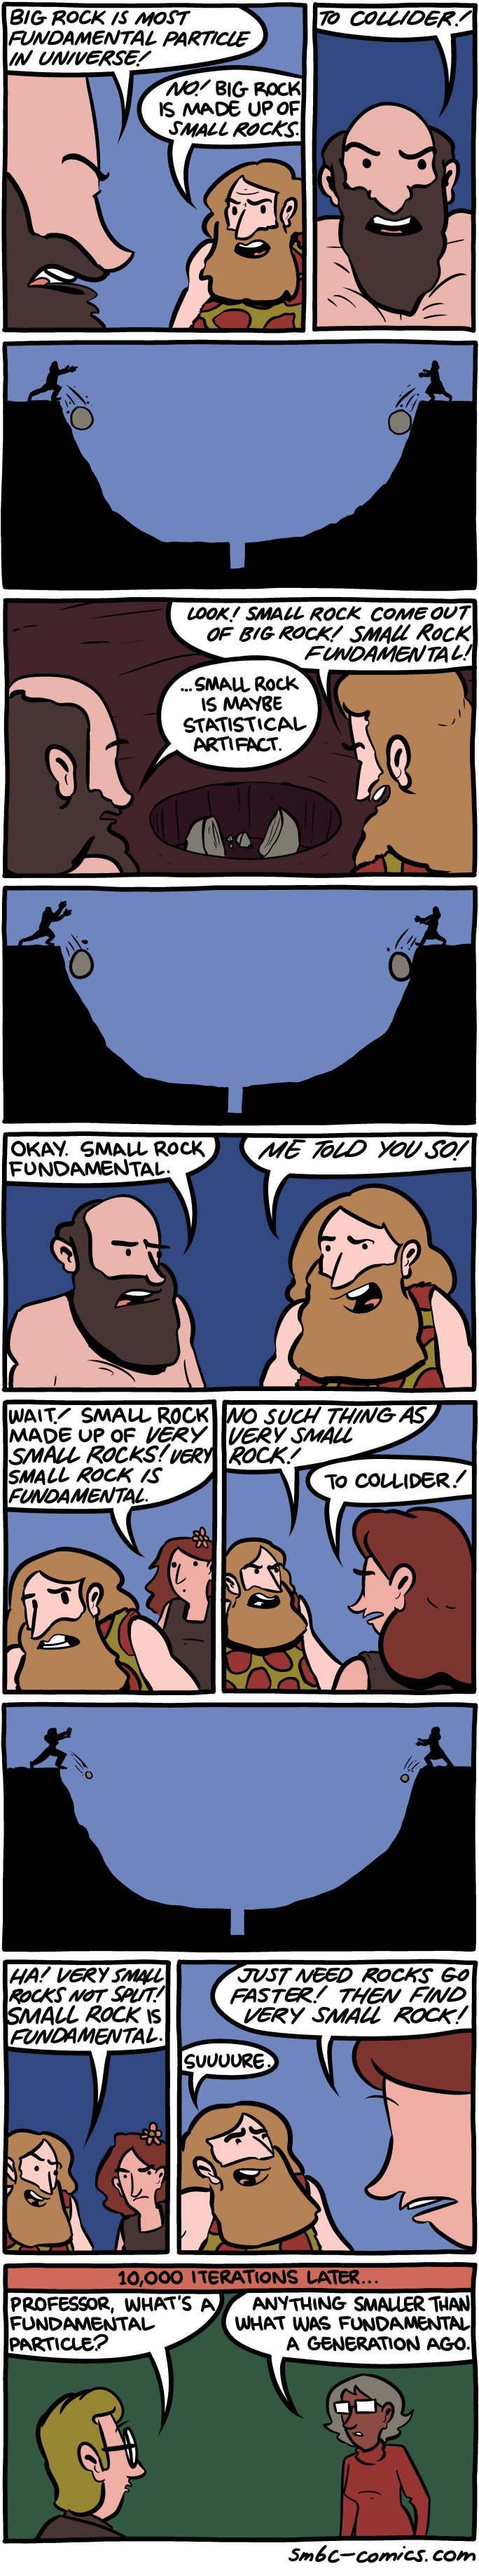 BIG ROCK IS MOST
FUNDAMENTAL PARTICLE
IN UNIVERSE!
NO! BIG ROCK
IS MADE UP OF
SMALL ROCKS.
TO COLLIDER!
LOOK! SMALL ROCK COME OUT
OF BIG ROCK! SMALL ROCK
FUNDAMENTAL!
...SMALL ROCK
IS MAYBE
STATISTICAL
ARTIFACT.
OKAY. SMALL ROCK
FUNDAMENTAL.
ME TOLD YOU SO!
WAIT! SMALL ROCK
MADE UP OF VERY
SMALL ROCKS! VERY
SMALL ROCK IS
FUNDAMENTAL.
NO SUCH THING AS
VERY SMALL
ROCK!
TO COLLIDER!
HA! VERY SMALL
ROCKS NOT SPLIT!
SMALL ROCK IS
FUNDAMENTAL.
JUST NEED ROCKS GO
FASTER! THEN FIND
VERY SMALL ROCK!
SUUUURE.
10,000 ITERATIONS LATER...
PROFESSOR, WHAT'S A
FUNDAMENTAL
PARTICLE?
ANYTHING SMALLER THAN
WHAT WAS FUNDAMENTAL
A GENERATION AGO.
smbc-comics.com